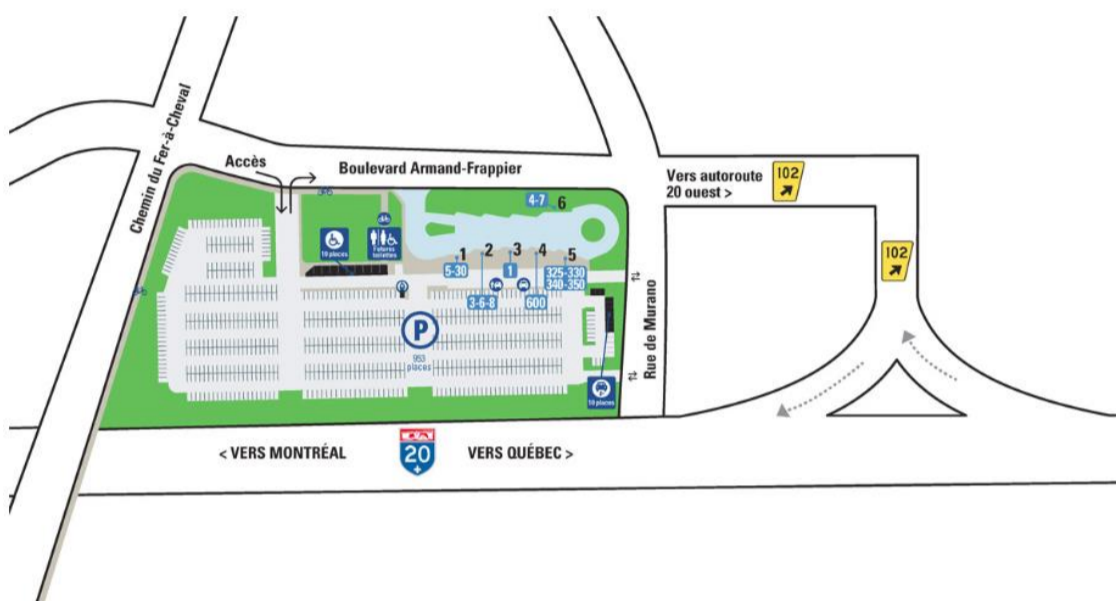 Chemin du Fer-à-Cheval
Accès
Boulevard Armand-Frappier
Vers autoroute
20 ouest >
102
102
4-7
6
10 places
Futures
toilettes
1
2
3
4
5
5-30
1
325-330
340-350
3-6-8
600
P
953
places
Rue de Murano
10 places
< VERS MONTRÉAL
20
VERS QUÉBEC >